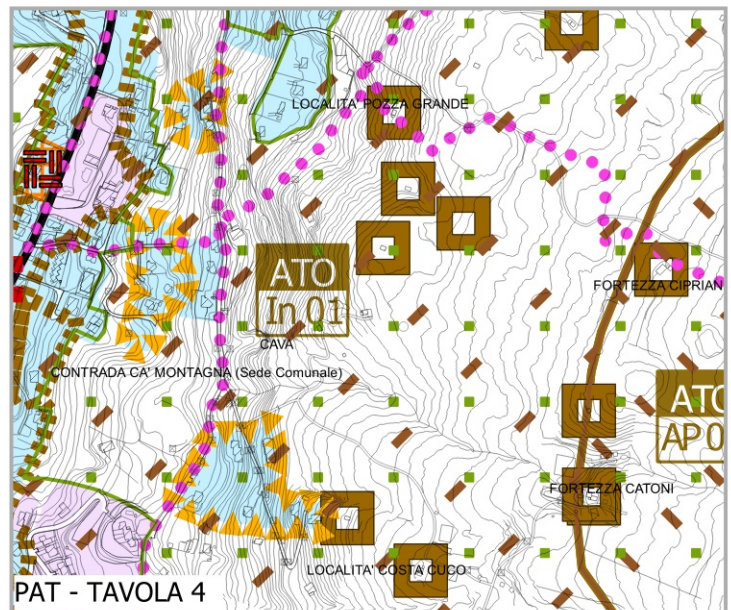 LOCALITA' POZZA GRANDE
ATO
In 01
FORTEZZA CIPRIAN
CAVA
CONTRADA CA' MONTAGNA (Sede Comunale)
ATO
AP 0
FORTEZZA CATONI
LOCALITA' COSTA CUCO
PAT - TAVOLA 4